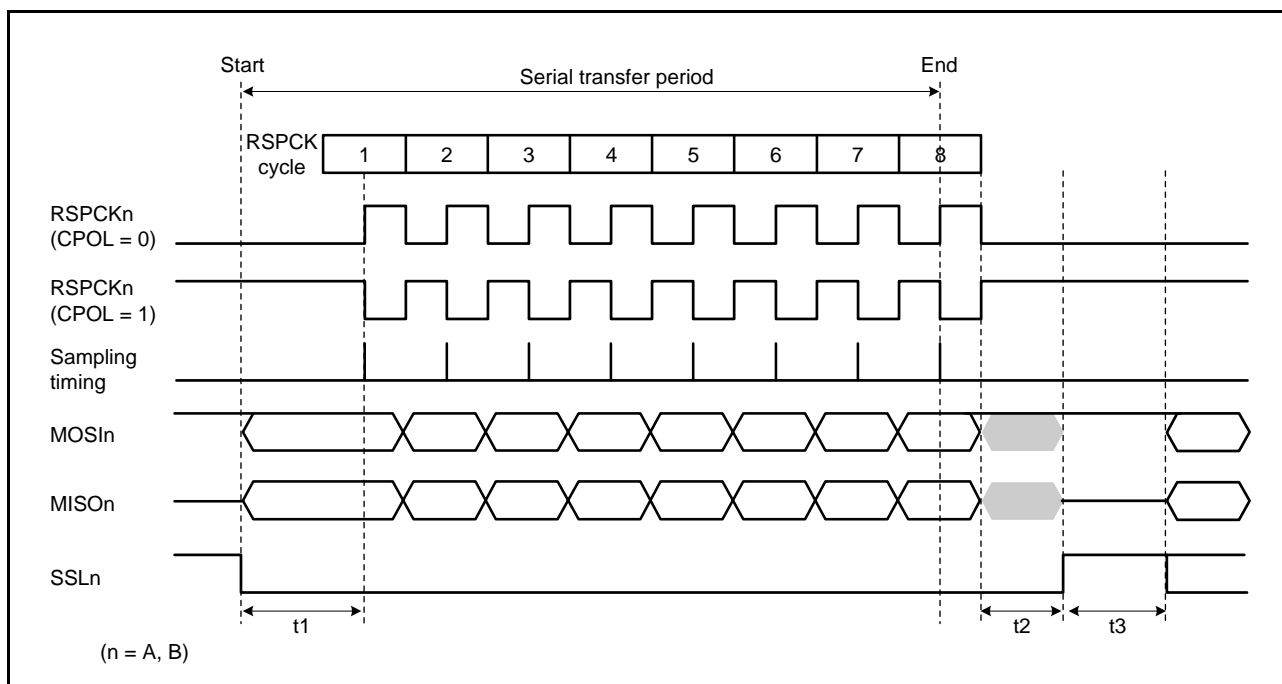 Start
End
Serial transfer period
RSPCK
cycle
1 2 3 4 5 6 7 8
RSPCKn
(CPOL = 0)
RSPCKn
(CPOL = 1)
Sampling
timing
MOSIn
MISOn
SSLn
t1
t2
t3
(n = A, B)